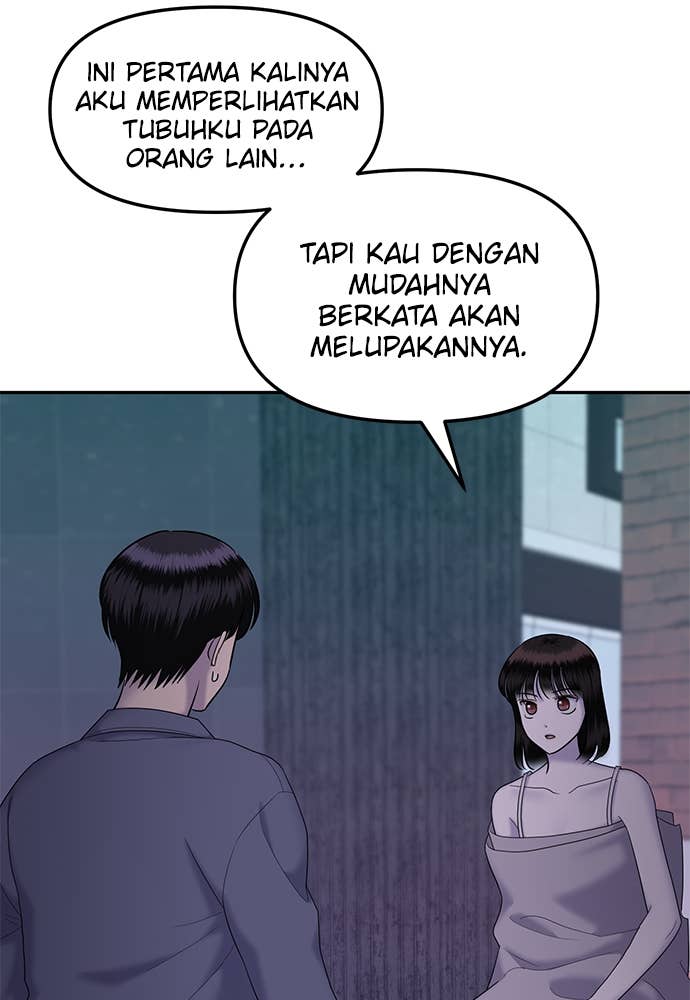 INI PERTAMA KALINYA
AKU MEMPERLIHATKAN
TUBUHKU PADA
ORANG LAIN...
TAPI KAU DENGAN
MUDAHNYA
BERKATA AKAN
MELUPAKANNYA.